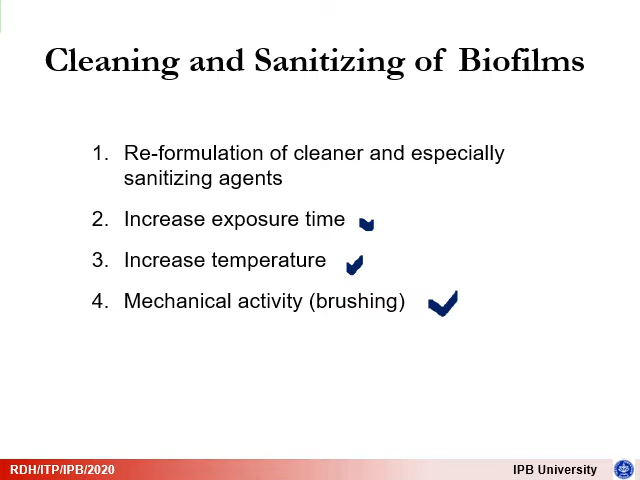 Cleaning and Sanitizing of Biofilms
1. Re-formulation of cleaner and especially
sanitizing agents
2. Increase exposure time
3. Increase temperature
4. Mechanical activity (brushing)
RDH/ITP/IPB/2020
IPB University